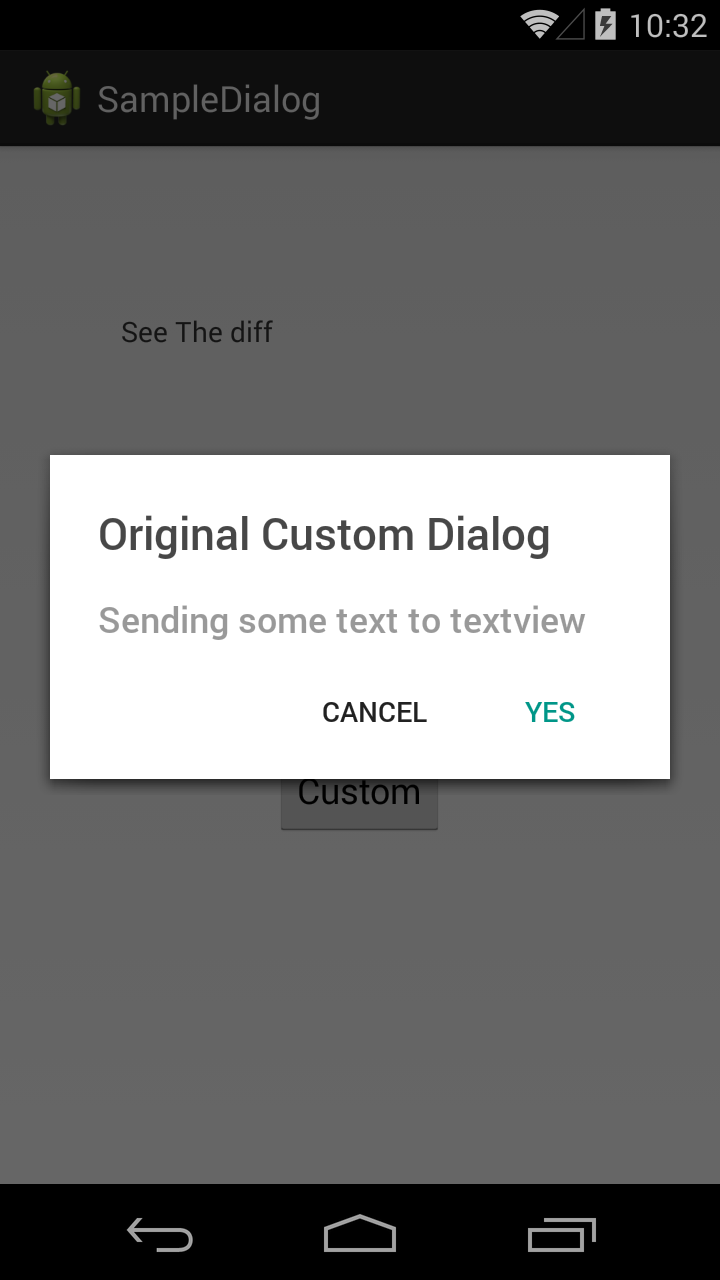 10:32
SampleDialog
See The diff
Original Custom Dialog
Sending some text to textview
CANCEL YES
Custom